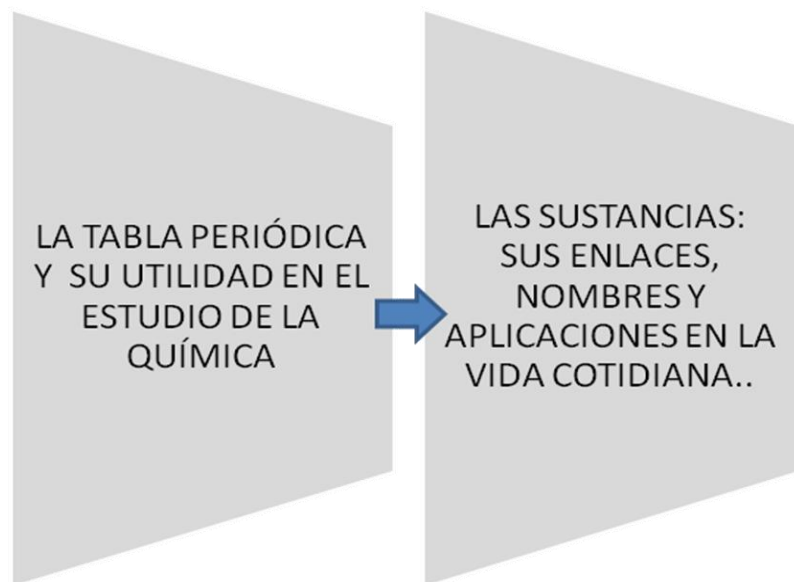 LA TABLA PERIÓDICA
Y SU UTILIDAD EN EL
ESTUDIO DE LA
QUÍMICA
LAS SUSTANCIAS:
SUS ENLACES,
NOMBRES Y
APLICACIONES EN LA
VIDA COTIDIANA..